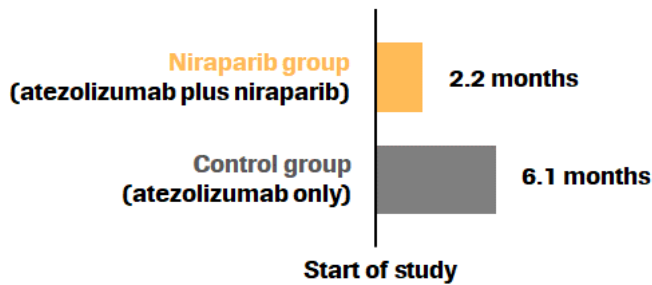 Niraparib group
(atezolizumab plus niraparib)
2.2 months
Control group
(atezolizumab only)
6.1 months
Start of study